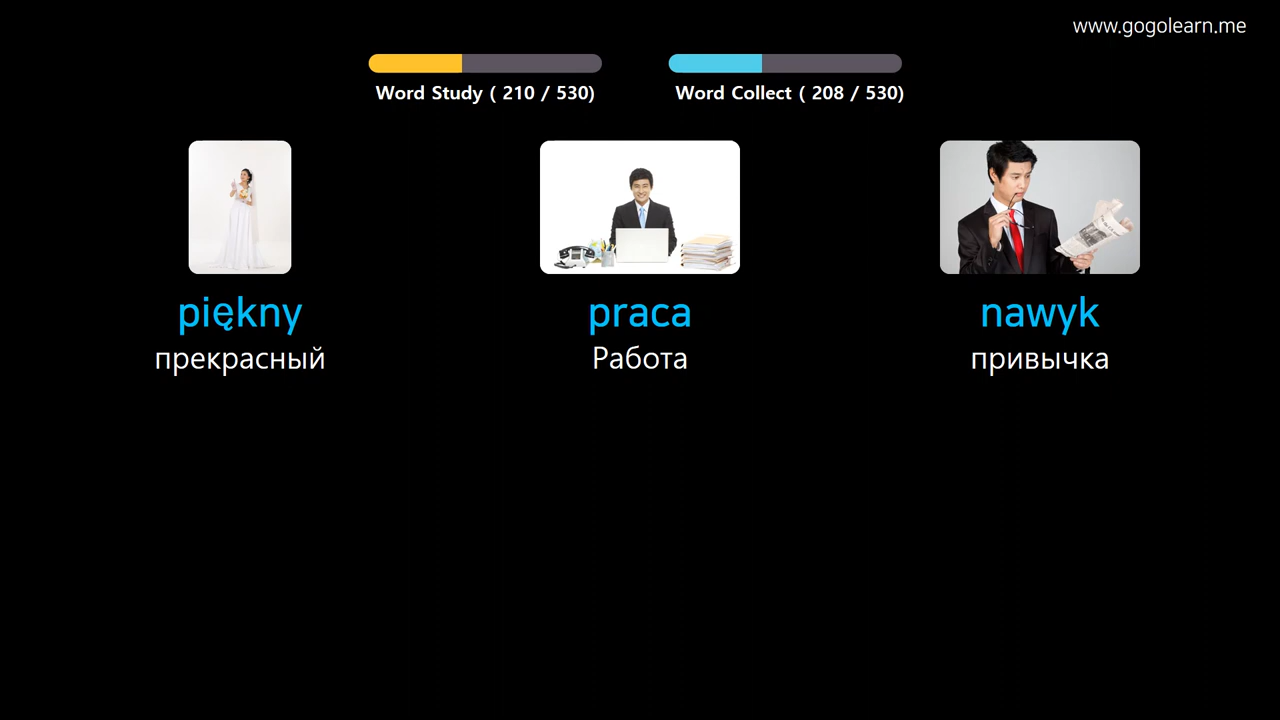 www.gogolearn.me
Word Study ( 210 / 530)
Word Collect ( 208 / 530)
piękny
прекрасный
praca
Работа
nawyk
привычка